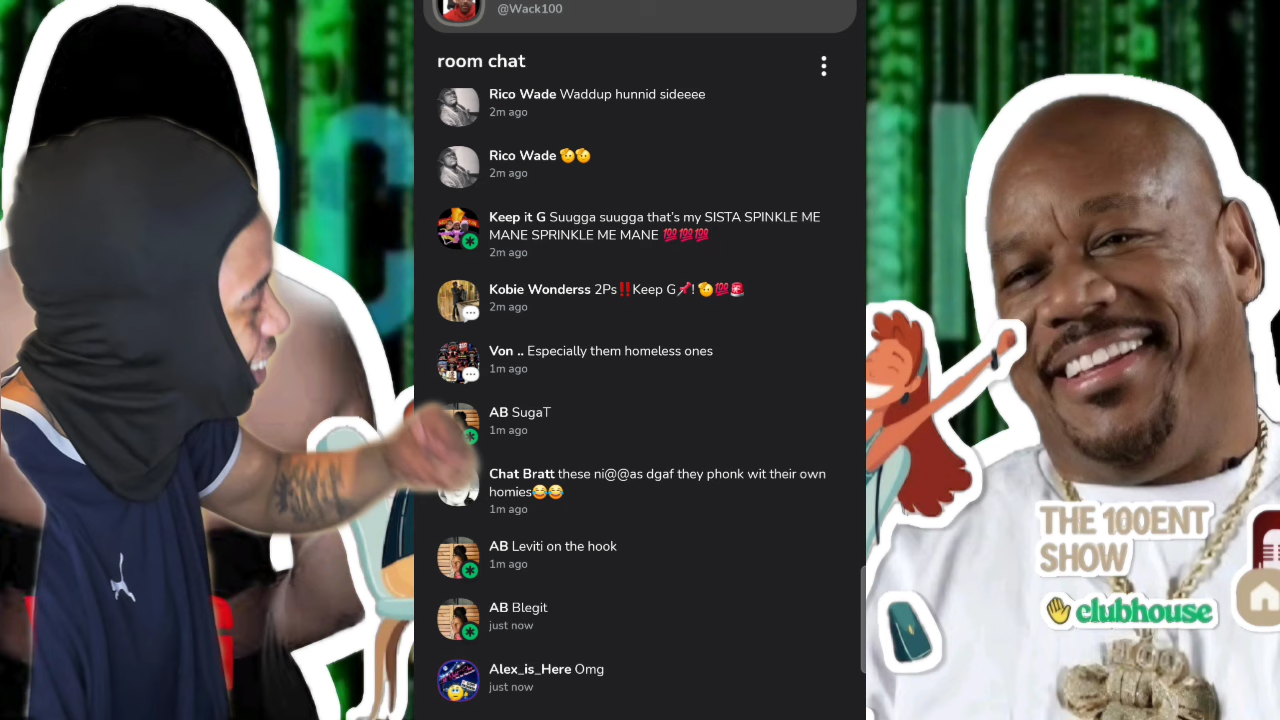 @Wack100
room chat
Rico Wade Waddup hunnid sideeee
2m ago
Rico Wade 🫡🫡
2m ago
Keep it G Suugga suugga that's my SISTA SPINKLE ME
MANE SPRINKLE ME MANE 💯💯💯
2m ago
Kobie Wonderss 2Ps‼️Keep G📌! 🫡💯🚨
2m ago
Von .. Especially them homeless ones
1m ago
AB SugaT
1m ago
Chat Bratt these ni@@as dgaf they phonk wit their own
homies😂😂
1m ago
AB Leviti on the hook
1m ago
AB Blegit
just now
Alex_is_Here Omg
just now
THE 100ENT
SHOW
👋 clubhouse